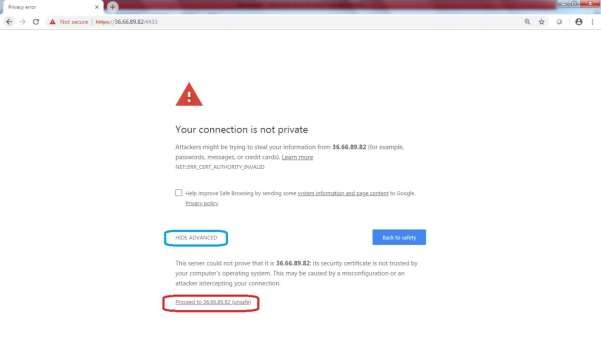 Privacy error
Not secure | https://36.66.89.82:4433
Your connection is not private
Attackers might be trying to steal your information from 36.66.89.82 (for example,
passwords, messages, or credit cards). Learn more
NET::ERR_CERT_AUTHORITY_INVALID
Help improve Safe Browsing by sending some system information and page content to Google.
Privacy policy
HIDE ADVANCED
Back to safety
This server could not prove that it is 36.66.89.82; its security certificate is not trusted by
your computer's operating system. This may be caused by a misconfiguration or an
attacker intercepting your connection.
Proceed to 36.66.89.82 (unsafe)